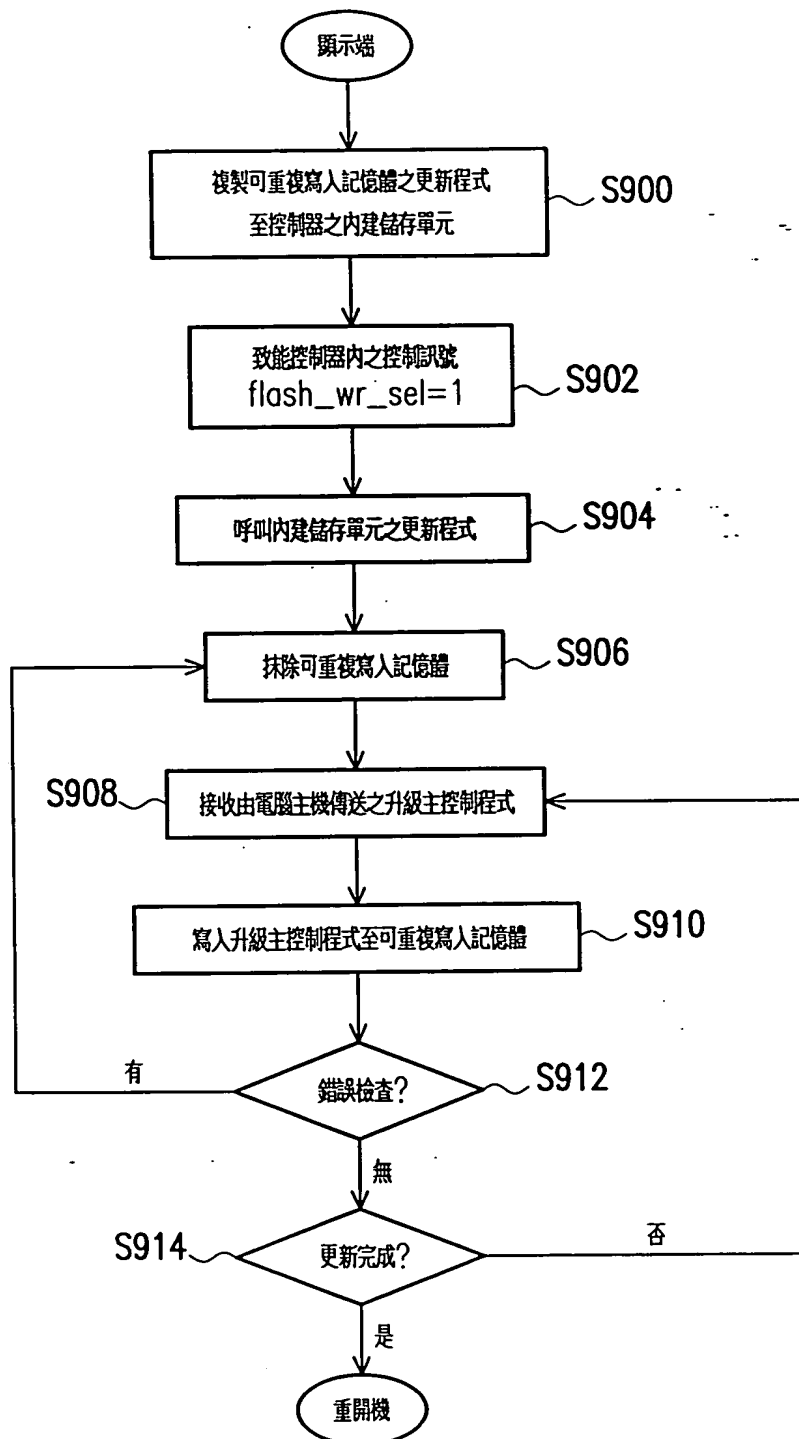 顯示端
複製可重複寫入記憶體之更新程式
至控制器之內建儲存單元
S900
致能控制器內之控制訊號
flash_wr_sel=1
S902
呼叫內建儲存單元之更新程式
S904
抹除可重複寫入記憶體
S906
S908
接收由電腦主機傳送之升級主控制程式
寫入升級主控制程式至可重複寫入記憶體
S910
有
錯誤檢查?
S912
無
S914
更新完成?
否
是
重開機